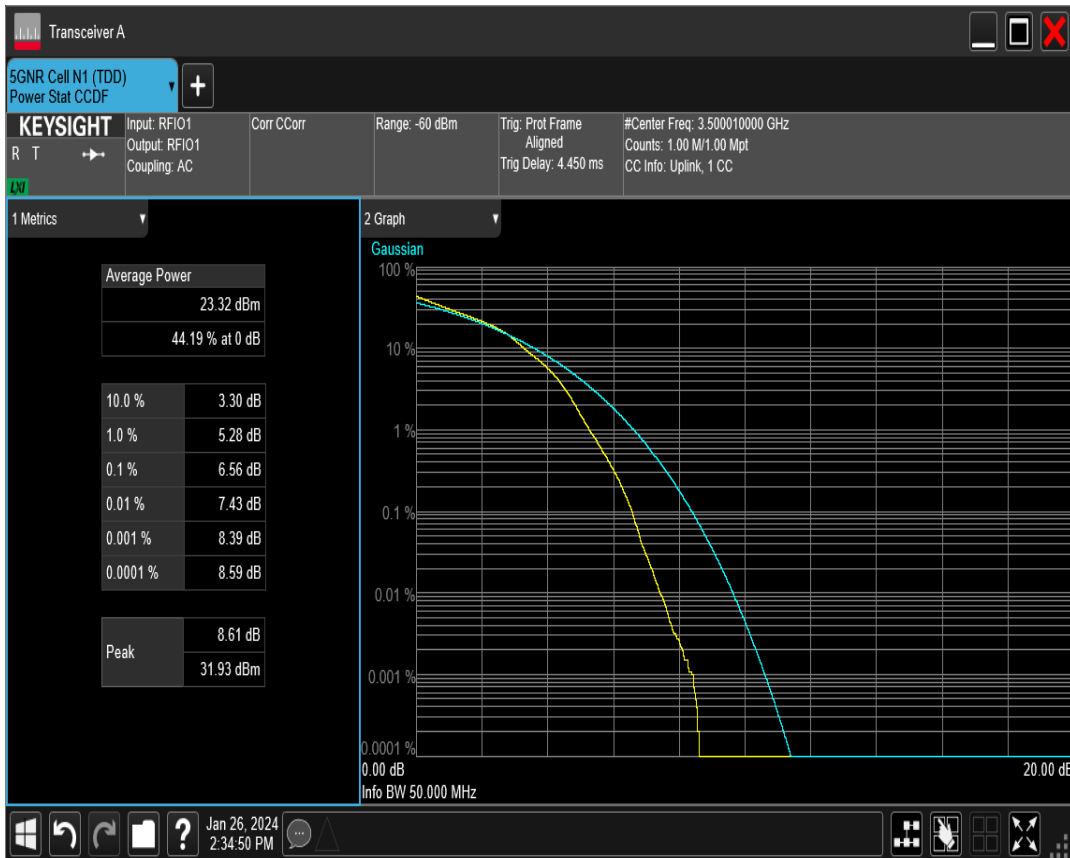 Transceiver A
5GNR Cell N1 (TDD)
Power Stat CCDF
+
KEYSIGHT
R T
LXI
Input: RFIO1
Output: RFIO1
Coupling: AC
Corr CCorr
Range: -60 dBm
Trig: Prot Frame
Aligned
Trig Delay: 4.450 ms
#Center Freq: 3.500010000 GHz
Counts: 1.00 M/1.00 Mpt
CC Info: Uplink, 1 CC
1 Metrics
Average Power
23.32 dBm
44.19 % at 0 dB
10.0 % 3.30 dB
1.0 % 5.28 dB
0.1 % 6.56 dB
0.01 % 7.43 dB
0.001 % 8.39 dB
0.0001 % 8.59 dB
Peak
8.61 dB
31.93 dBm
2 Graph
Gaussian
100 %
10 %
1 %
0.1 %
0.01 %
0.001 %
0.0001 %
0.00 dB
20.00 dB
Info BW 50.000 MHz
?
Jan 26, 2024
2:34:50 PM